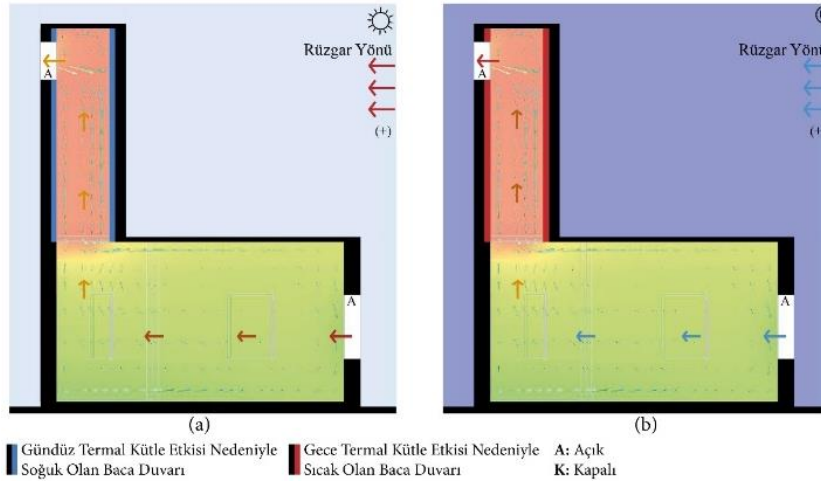 Rüzgar Yönü
(+)
A
A
(a)
Rüzgar Yönü
(+)
A
A
(b)
Gündüz Termal Kütle Etkisi Nedeniyle
Soğuk Olan Baca Duvarı
Gece Termal Kütle Etkisi Nedeniyle
Sıcak Olan Baca Duvarı
A: Açık
K: Kapalı